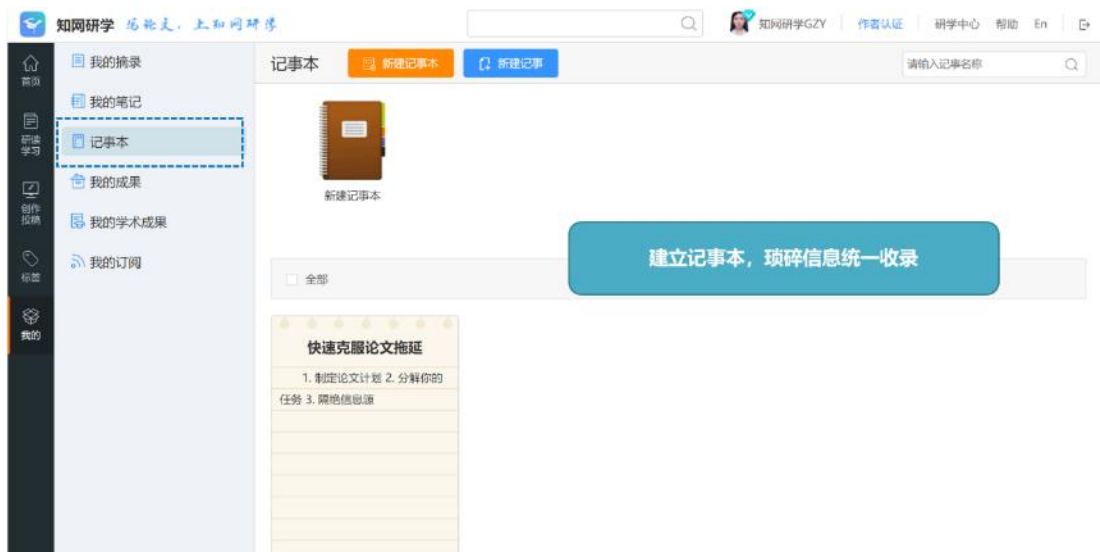 知网研学 写论文，上知网研学
知网研学GZY 作者认证 研学中心 帮助 En
首页
研读
学习
创作
投稿
标签
我的
我的摘录
我的笔记
记事本
我的成果
我的学术成果
我的订阅
记事本 新建记事本 新建记事 请输入记事名称
新建记事本
建立记事本，琐碎信息统一收录
全部
快速克服论文拖延
1. 制定论文计划 2. 分解你的
任务 3. 隔绝信息源